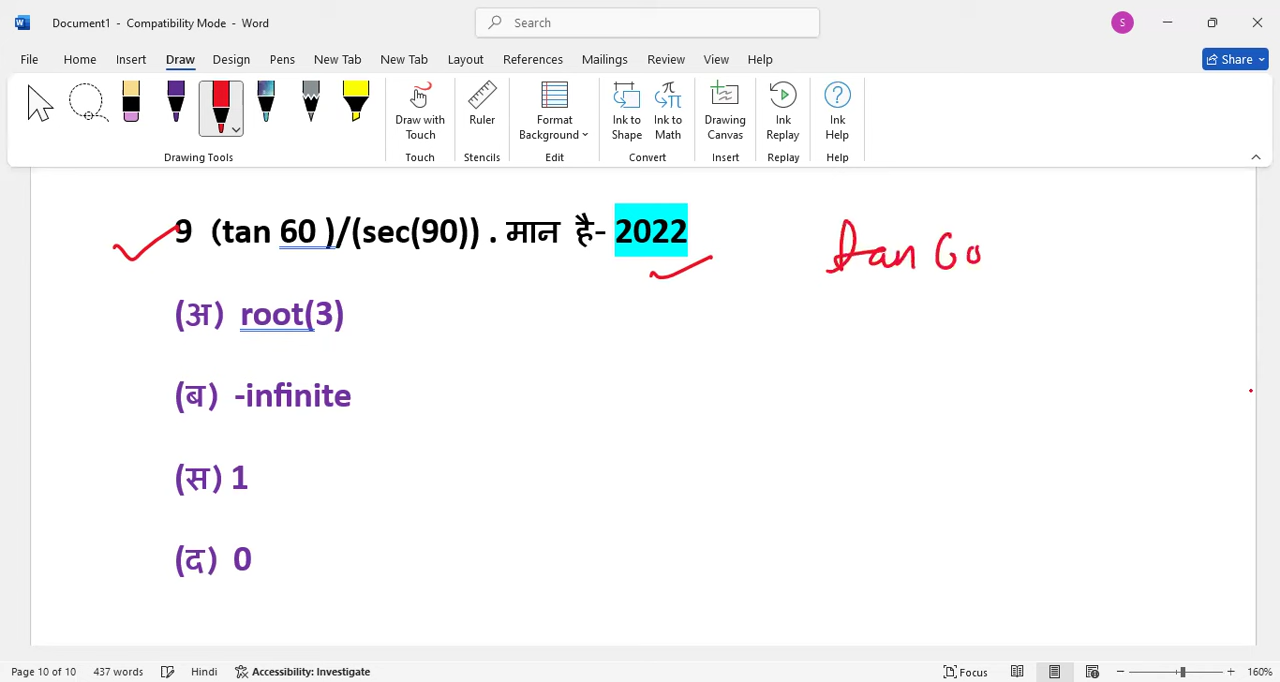 Document1 - Compatibility Mode - Word
Search
S
File Home Insert Draw Design Pens New Tab New Tab Layout References Mailings Review View Help
Share
Draw with Touch
Ruler
Format Background
Ink to Shape
Ink to Math
Drawing Canvas
Ink Replay
Ink Help
Drawing Tools Touch Stencils Edit Convert Insert Replay Help
9 (tan 60 )/(sec(90)) . मान है- 2022
tan 60
(अ) root(3)
(ब) -infinite
(स) 1
(द) 0
Page 10 of 10 437 words Hindi Accessibility: Investigate Focus 160%